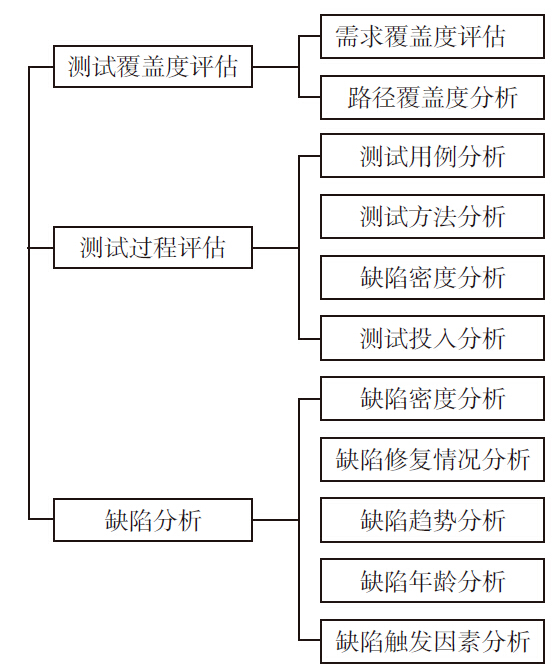 测试覆盖度评估
需求覆盖度评估
路径覆盖度分析
测试过程评估
测试用例分析
测试方法分析
缺陷密度分析
测试投入分析
缺陷分析
缺陷密度分析
缺陷修复情况分析
缺陷趋势分析
缺陷年龄分析
缺陷触发因素分析